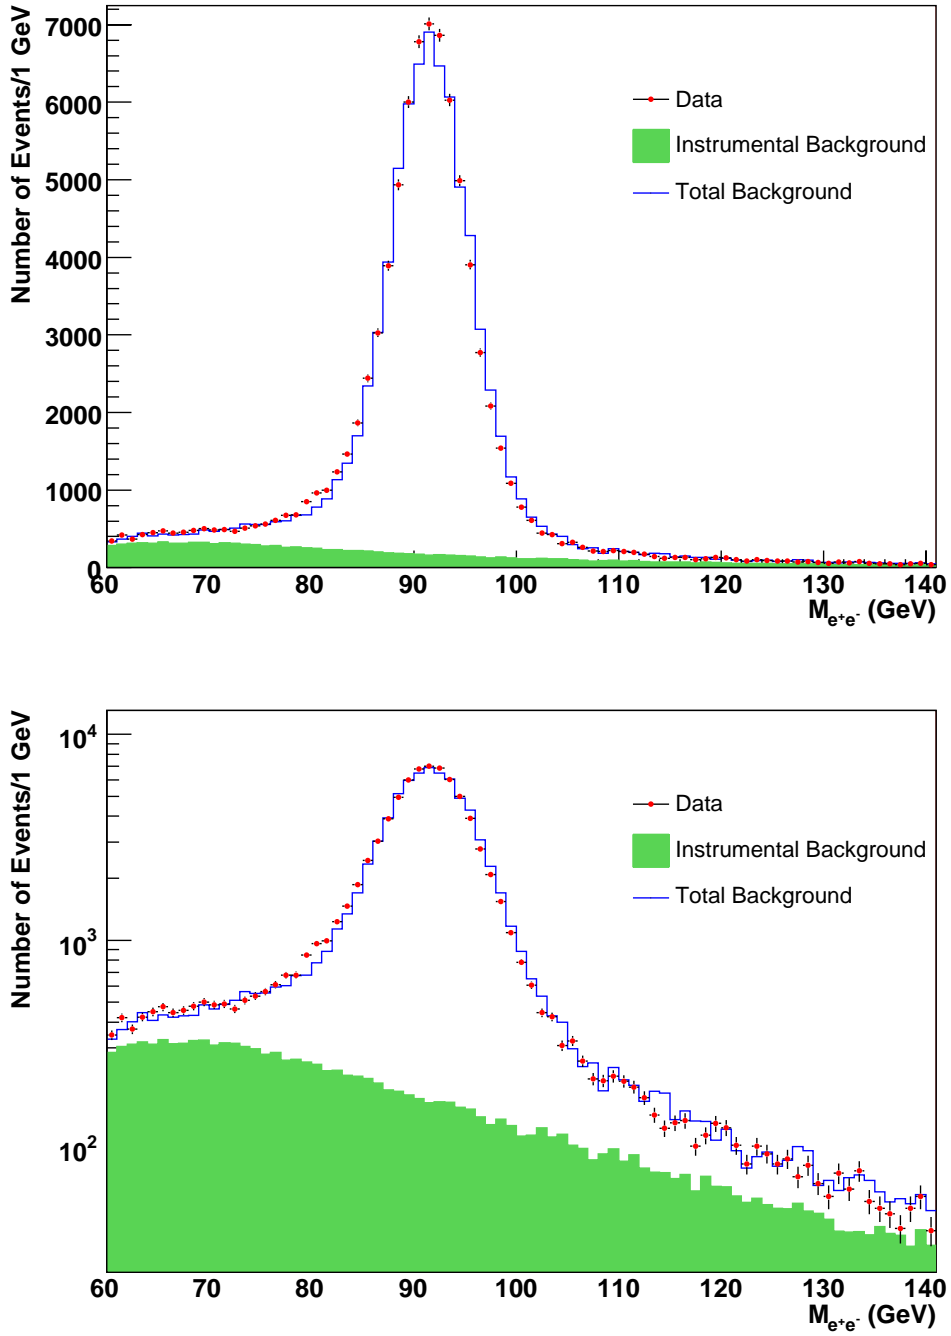 Number of Events/1 GeV
7000
6000
5000
4000
3000
2000
1000
0
Data
Instrumental Background
Total Background
60 70 80 90 100 110 120 130 140
M e⁺e⁻ (GeV)
Number of Events/1 GeV
10⁴
10³
10²
Data
Instrumental Background
Total Background
60 70 80 90 100 110 120 130 140
M e⁺e⁻ (GeV)